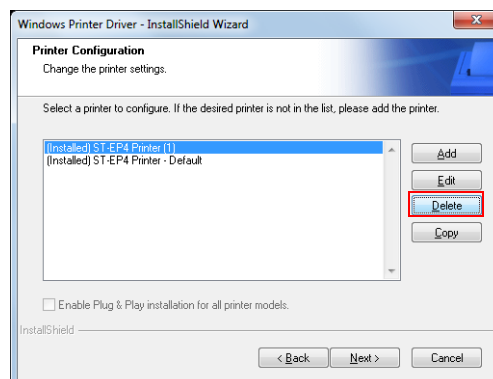 Windows Printer Driver - InstallShield Wizard
Printer Configuration
Change the printer settings.
Select a printer to configure. If the desired printer is not in the list, please add the printer.
(Installed) ST-EP4 Printer (1)
(Installed) ST-EP4 Printer - Default
Add
Edit
Delete
Copy
Enable Plug & Play installation for all printer models.
InstallShield
< Back
Next >
Cancel